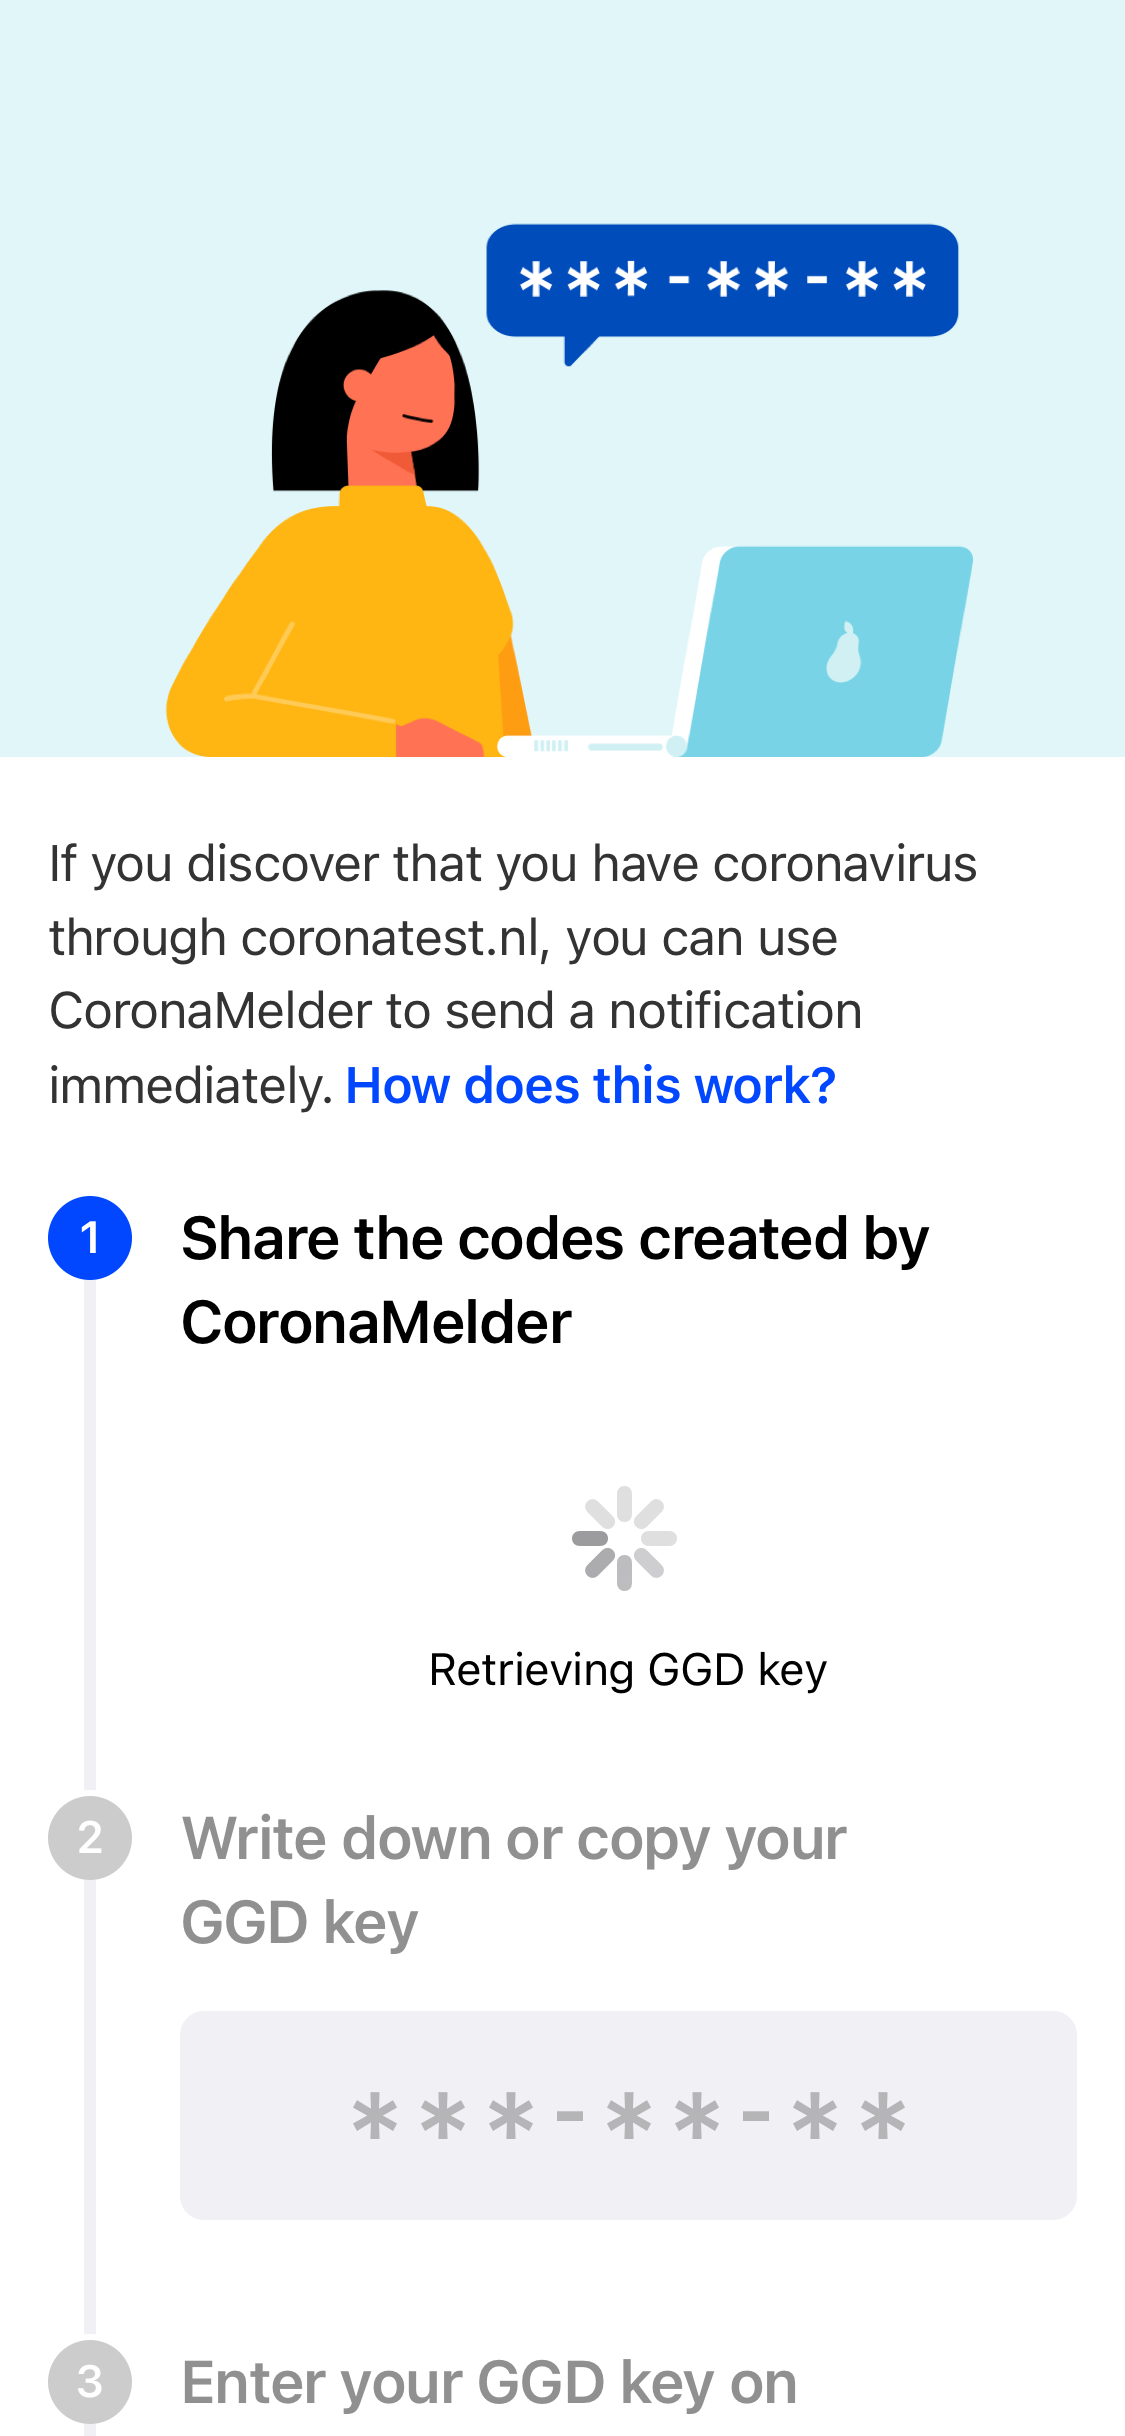 ***-**-**
If you discover that you have coronavirus
through coronatest.nl, you can use
CoronaMelder to send a notification
immediately. How does this work?
1
Share the codes created by
CoronaMelder
Retrieving GGD key
2
Write down or copy your
GGD key
***-**-**
3
Enter your GGD key on